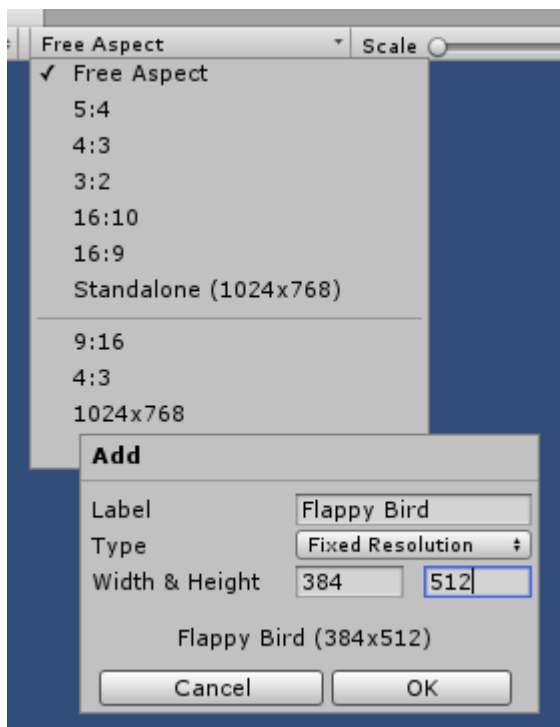 Free Aspect Scale
✓ Free Aspect
5:4
4:3
3:2
16:10
16:9
Standalone (1024x768)
9:16
4:3
1024x768
Add
Label Flappy Bird
Type Fixed Resolution
Width & Height 384 512
Flappy Bird (384x512)
Cancel OK